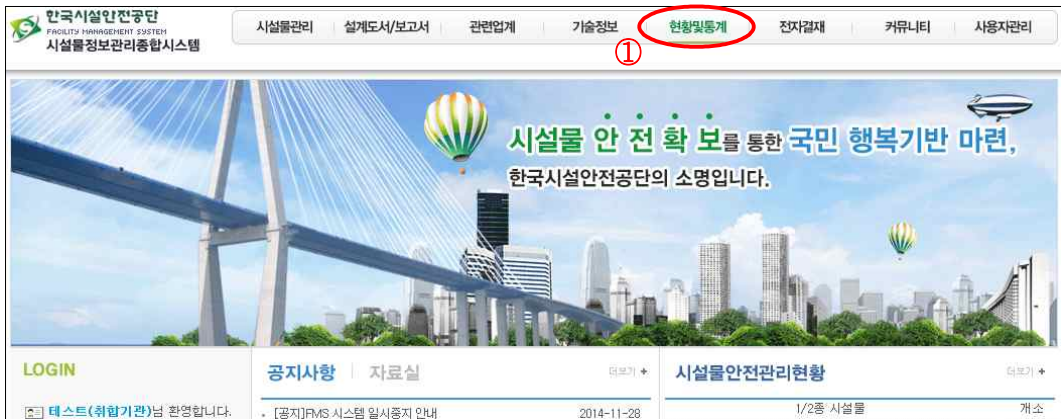 한국시설안전공단
FACILITY MANAGEMENT SYSTEM
시설물정보관리종합시스템
시설물관리 설계도서/보고서 관련업계 기술정보 현황및통계 전자결재 커뮤니티 사용자관리
①
시설물 안전확보를 통한 국민 행복기반 마련,
한국시설안전공단의 소명입니다.
LOGIN
테스트(취합기관)님 환영합니다.
공지사항 자료실 더보기 +
[공지]FMS 시스템 일시중지 안내 2014-11-28
시설물안전관리현황 더보기 +
1/2종 시설물 개소